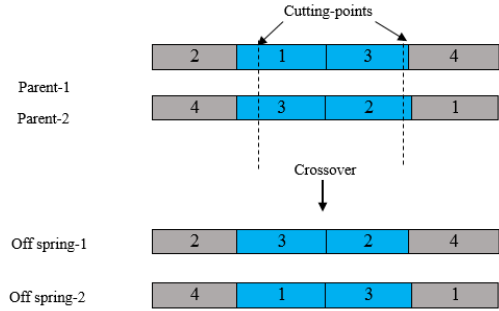 Cutting-points
2 1 3 4
Parent-1
4 3 2 1
Parent-2
Crossover
Off spring-1 2 3 2 4
Off spring-2 4 1 3 1